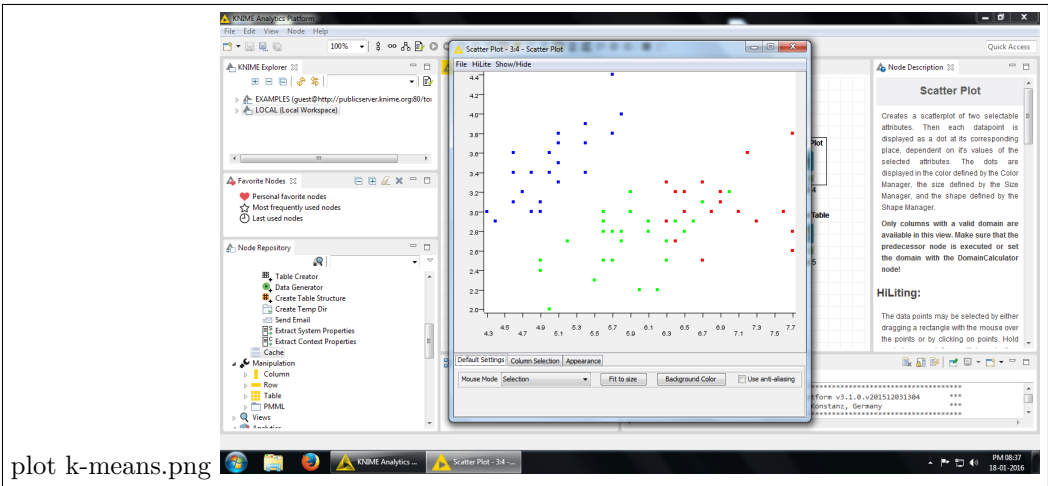 KNIME Analytics Platform
File Edit View Node Help
100%
Quick Access
KNIME Explorer
EXAMPLES (guest@http://publicserver.knime.org:80/to
LOCAL (Local Workspace)
Favorite Nodes
Personal favorite nodes
Most frequently used nodes
Last used nodes
Node Repository
Table Creator
Data Generator
Create Table Structure
Create Temp Dir
Send Email
Extract System Properties
Extract Context Properties
Cache
Manipulation
Column
Row
Table
PMML
Views
Analytics
Scatter Plot - 3:4 - Scatter Plot
File HiLite Show/Hide
4.4
4.2
4.0
3.8
3.6
3.4
3.2
3.0
2.8
2.6
2.4
2.2
2.0
4.3 4.5 4.7 4.9 5.1 5.3 5.5 5.7 5.9 6.1 6.3 6.5 6.7 6.9 7.1 7.3 7.5 7.7
Default Settings Column Selection Appearance
Mouse Mode Selection Fit to size Background Color Use anti-aliasing
Plot
4
Table
5
Node Description
Scatter Plot
Creates a scatterplot of two selectable
attributes. Then each datapoint is
displayed as a dot at its corresponding
place, dependent on it's values of the
selected attributes. The dots are
displayed in the color defined by the Color
Manager, the size defined by the Size
Manager, and the shape defined by the
Shape Manager.
Only columns with a valid domain are
available in this view. Make sure that the
predecessor node is executed or set
the domain with the DomainCalculator
node!
HiLiting:
The data points may be selected by either
dragging a rectangle with the mouse over
the points or by clicking on points. Hold
***********************************
tform v3.1.0.v201512031304 ***
Konstanz, Germany ***
***********************************
plot k-means.png
KNIME Analytics ...
Scatter Plot - 3:4 -...
PM 08:37
18-01-2016